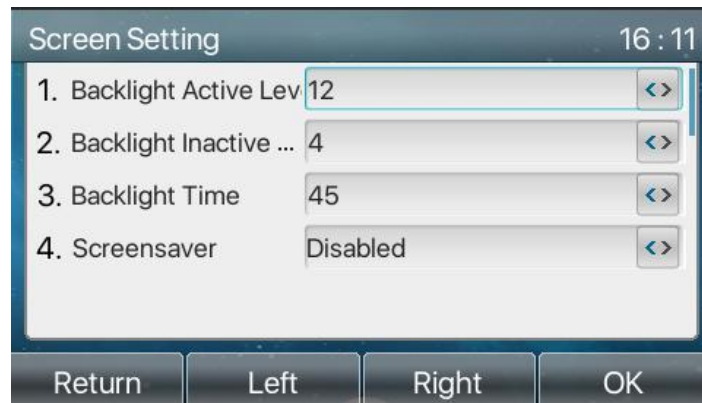 Screen Setting 16 : 11
1. Backlight Active Lev 12 <>
2. Backlight Inactive ... 4 <>
3. Backlight Time 45 <>
4. Screensaver Disabled <>
Return Left Right OK